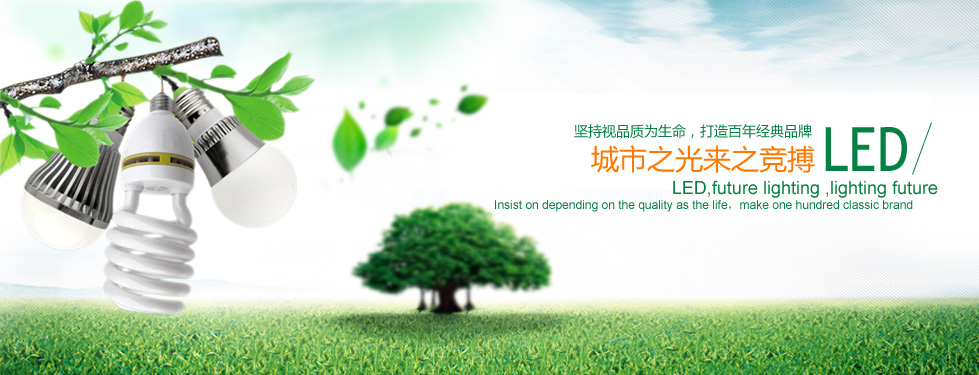 坚持视品质为生命，打造百年经典品牌
城市之光来之竞搏 LED/
LED,future lighting ,lighting future
Insist on depending on the quality as the life，make one hundred classic brand